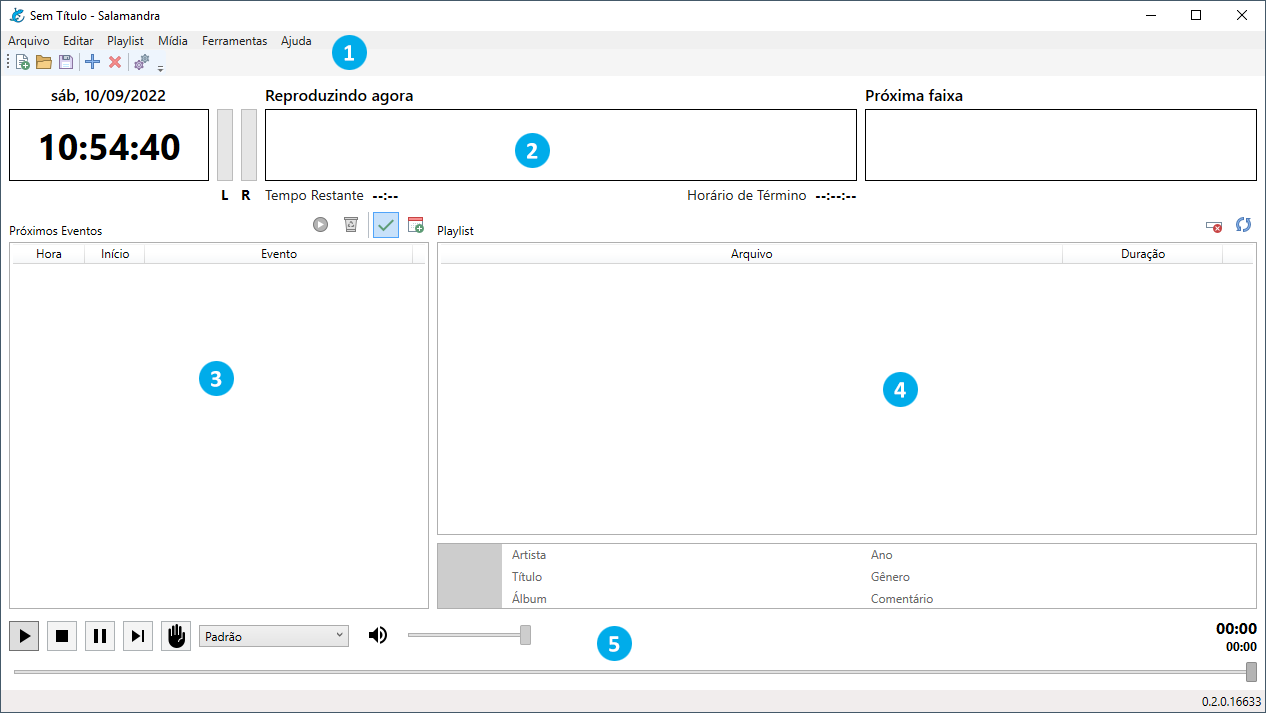 Sem Título - Salamandra
Arquivo Editar Playlist Mídia Ferramentas Ajuda
1
sáb, 10/09/2022 Reproduzindo agora Próxima faixa
10:54:40
2
L R Tempo Restante --:-- Horário de Término --:--:--
Próximos Eventos Playlist
Hora Início Evento Arquivo Duração
3
4
Artista Ano
Título Gênero
Álbum Comentário
Padrão
5
00:00
00:00
0.2.0.16633